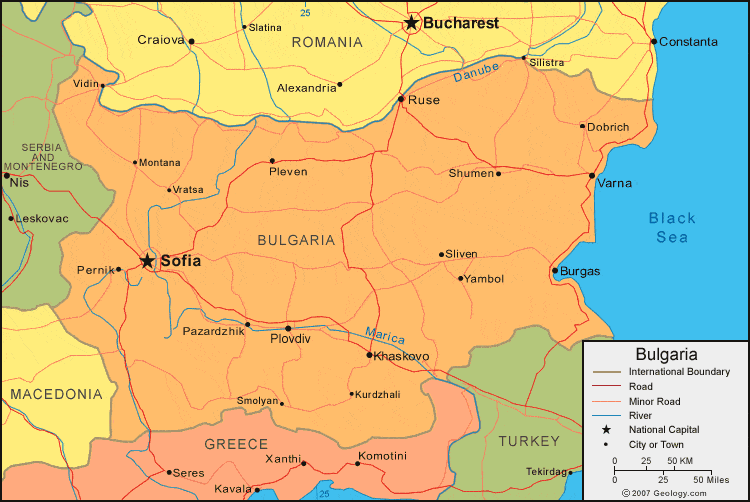 25
Slatina
Bucharest
Craiova
ROMANIA
Constanta
Silistra
Danube
Vidin
Alexandria
Ruse
Dobrich
SERBIA
AND
MONTENEGRO
Montana
Pleven
Shumen
Nis
Vratsa
Varna
Leskovac
Black
Sea
BULGARIA
Sofia
Sliven
Pernik
Yambol
Burgas
Pazardzhik
Plovdiv
Marica
Khaskovo
MACEDONIA
Smolyan
Kurdzhali
GREECE
TURKEY
Xanthi
Komotini
Seres
Tekirdag
Kavala
25
Bulgaria
International Boundary
Road
Minor Road
River
National Capital
City or Town
0 25 50 KM
0 25 50 Miles
© 2007 Geology.com